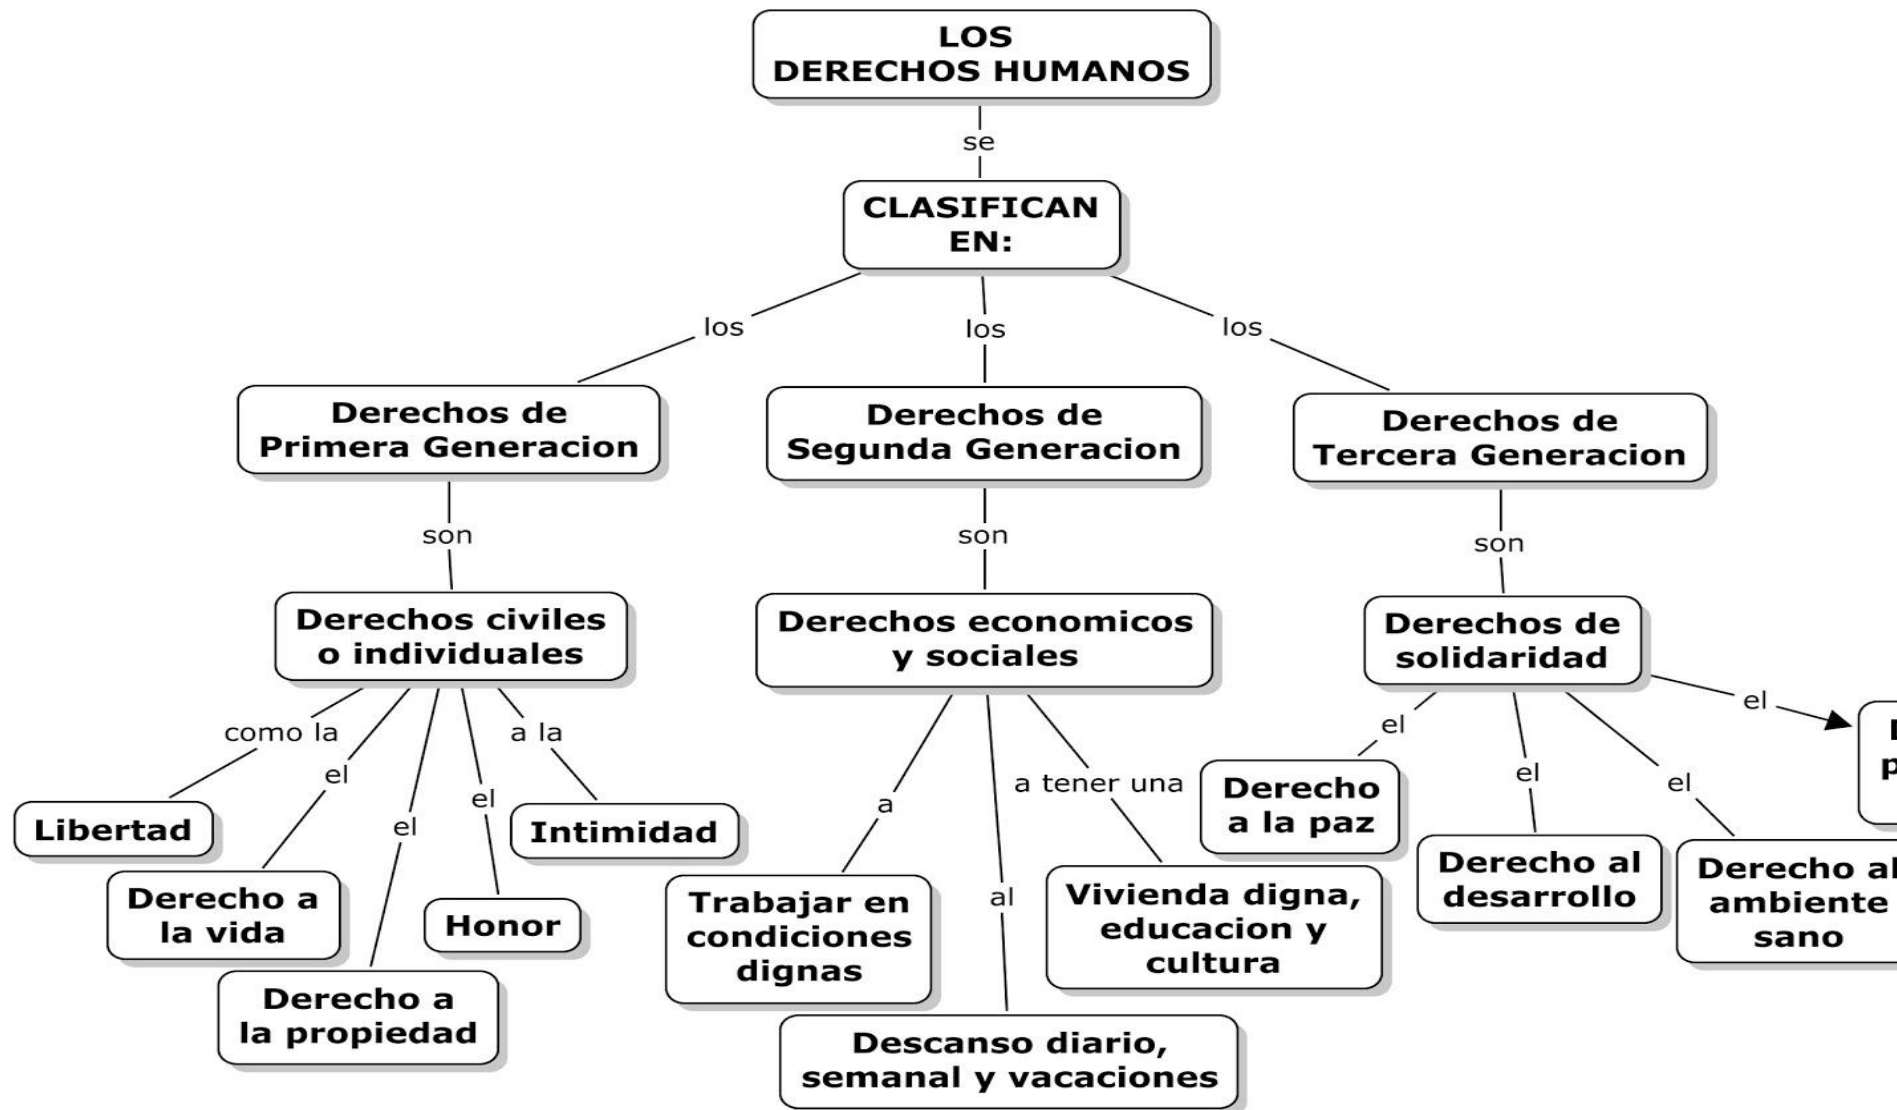 LOS
DERECHOS HUMANOS
se
CLASIFICAN
EN:
los
los
los
Derechos de
Primera Generacion
Derechos de
Segunda Generacion
Derechos de
Tercera Generacion
son
son
son
Derechos civiles
o individuales
Derechos economicos
y sociales
Derechos de
solidaridad
como la
el
el
el
a la
a
al
a tener una
el
el
el
el
Libertad
Derecho a
la vida
Derecho a
la propiedad
Honor
Intimidad
Trabajar en
condiciones
dignas
Descanso diario,
semanal y vacaciones
Vivienda digna,
educacion y
cultura
Derecho
a la paz
Derecho al
desarrollo
Derecho al
ambiente
sano